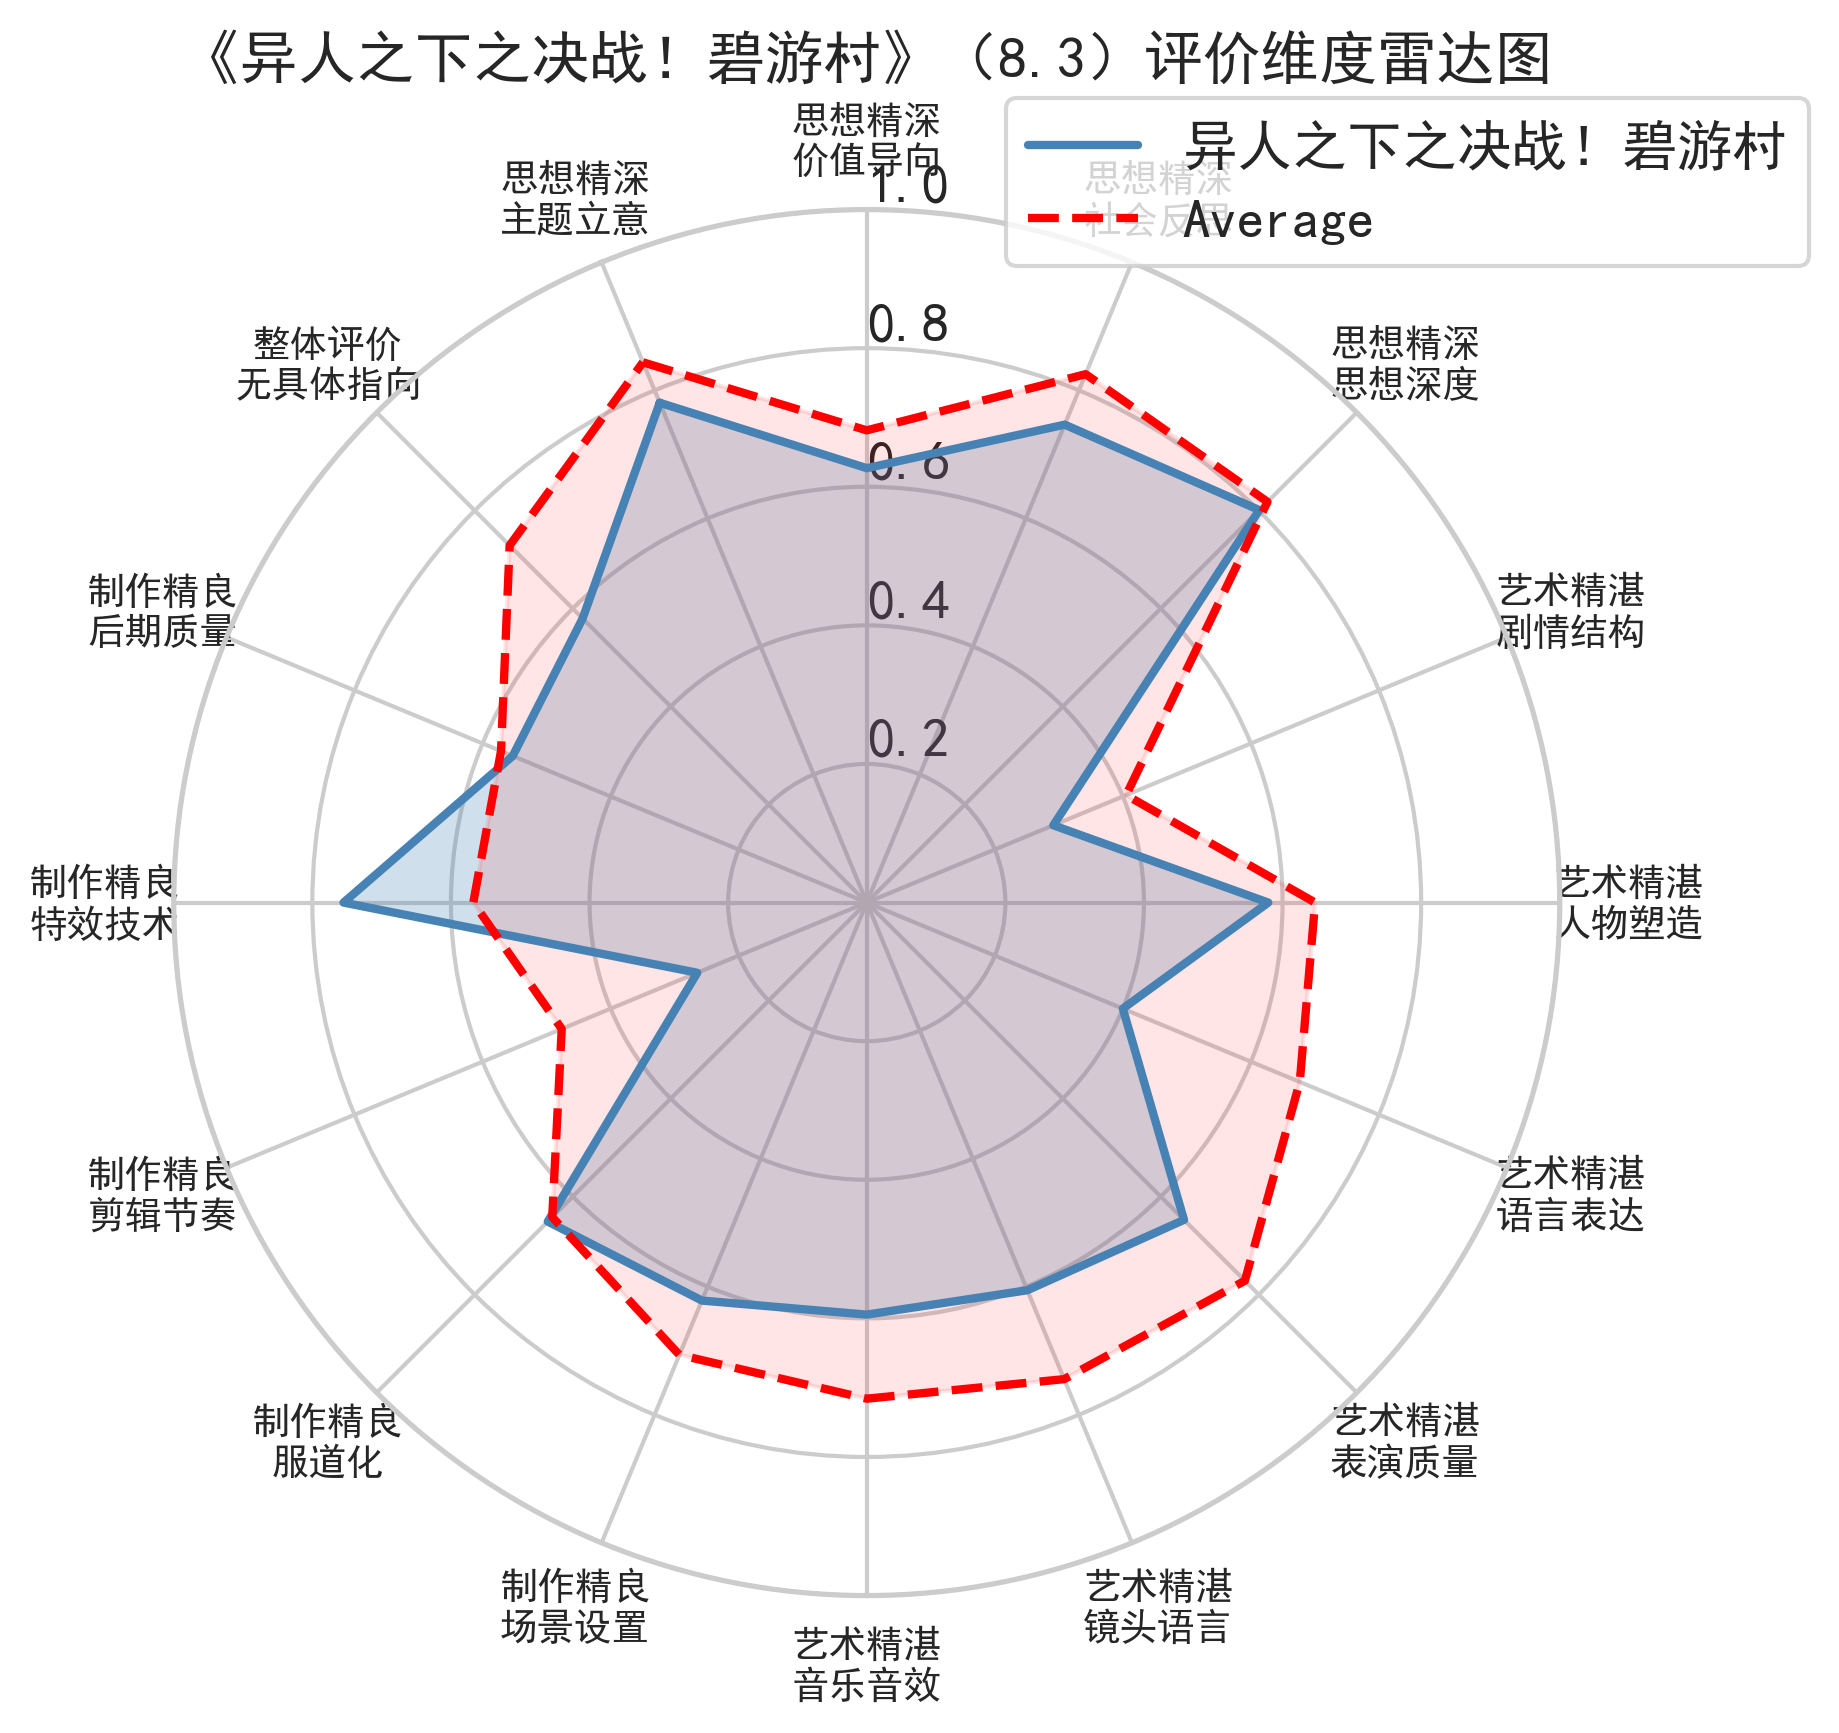 《异人之下之决战！碧游村》（8.3）评价维度雷达图
思想精深
价值导向
异人之下之决战！碧游村
Average
思想精深
社会反思
思想精深
思想深度
艺术精湛
剧情结构
艺术精湛
人物塑造
艺术精湛
语言表达
艺术精湛
表演质量
艺术精湛
镜头语言
艺术精湛
音乐音效
制作精良
场景设置
制作精良
服道化
制作精良
剪辑节奏
制作精良
特效技术
制作精良
后期质量
整体评价
无具体指向
思想精深
主题立意
1.0
0.8
0.6
0.4
0.2